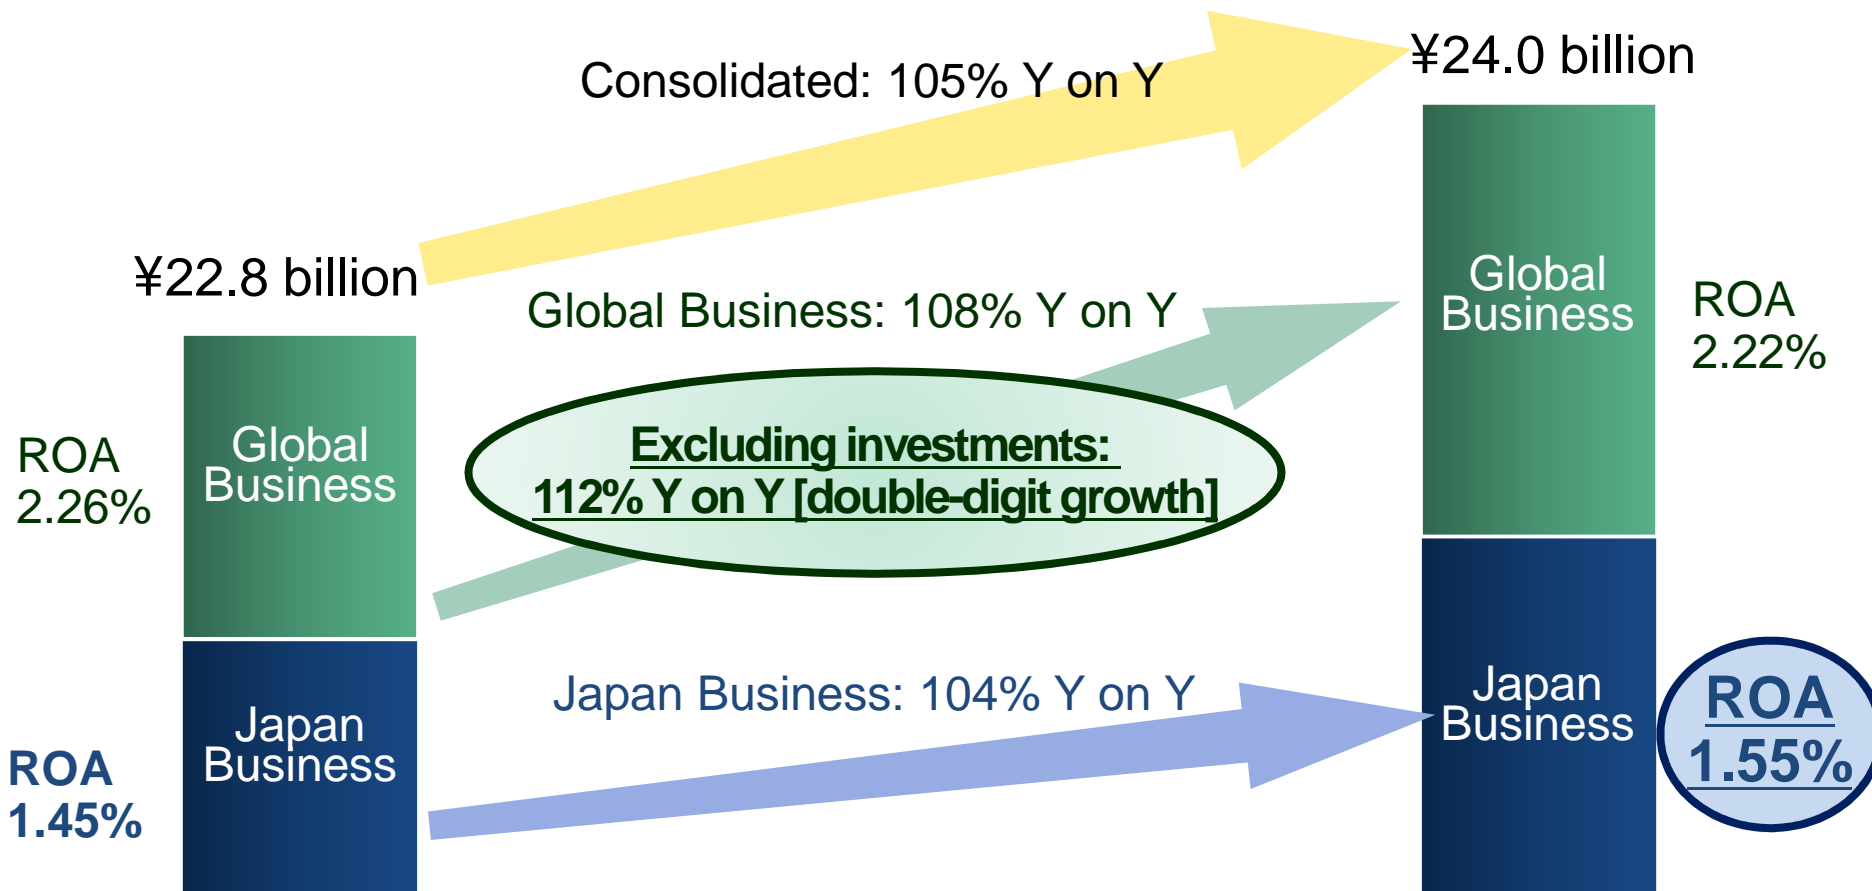 ¥24.0 billion
Consolidated: 105% Y on Y
¥22.8 billion
Global Business: 108% Y on Y
Global
Business
ROA
2.22%
Excluding investments:
112% Y on Y [double-digit growth]
Global
Business
ROA
2.26%
Japan Business: 104% Y on Y
Japan
Business
ROA
1.55%
Japan
Business
ROA
1.45%